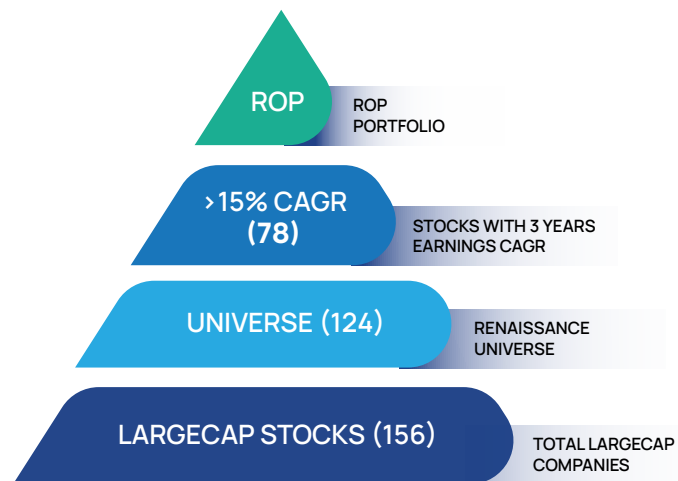 ROP
ROP
PORTFOLIO
>15% CAGR
(78)
STOCKS WITH 3 YEARS
EARNINGS CAGR
UNIVERSE (124)
RENAISSANCE
UNIVERSE
LARGECAP STOCKS (156)
TOTAL LARGECAP
COMPANIES